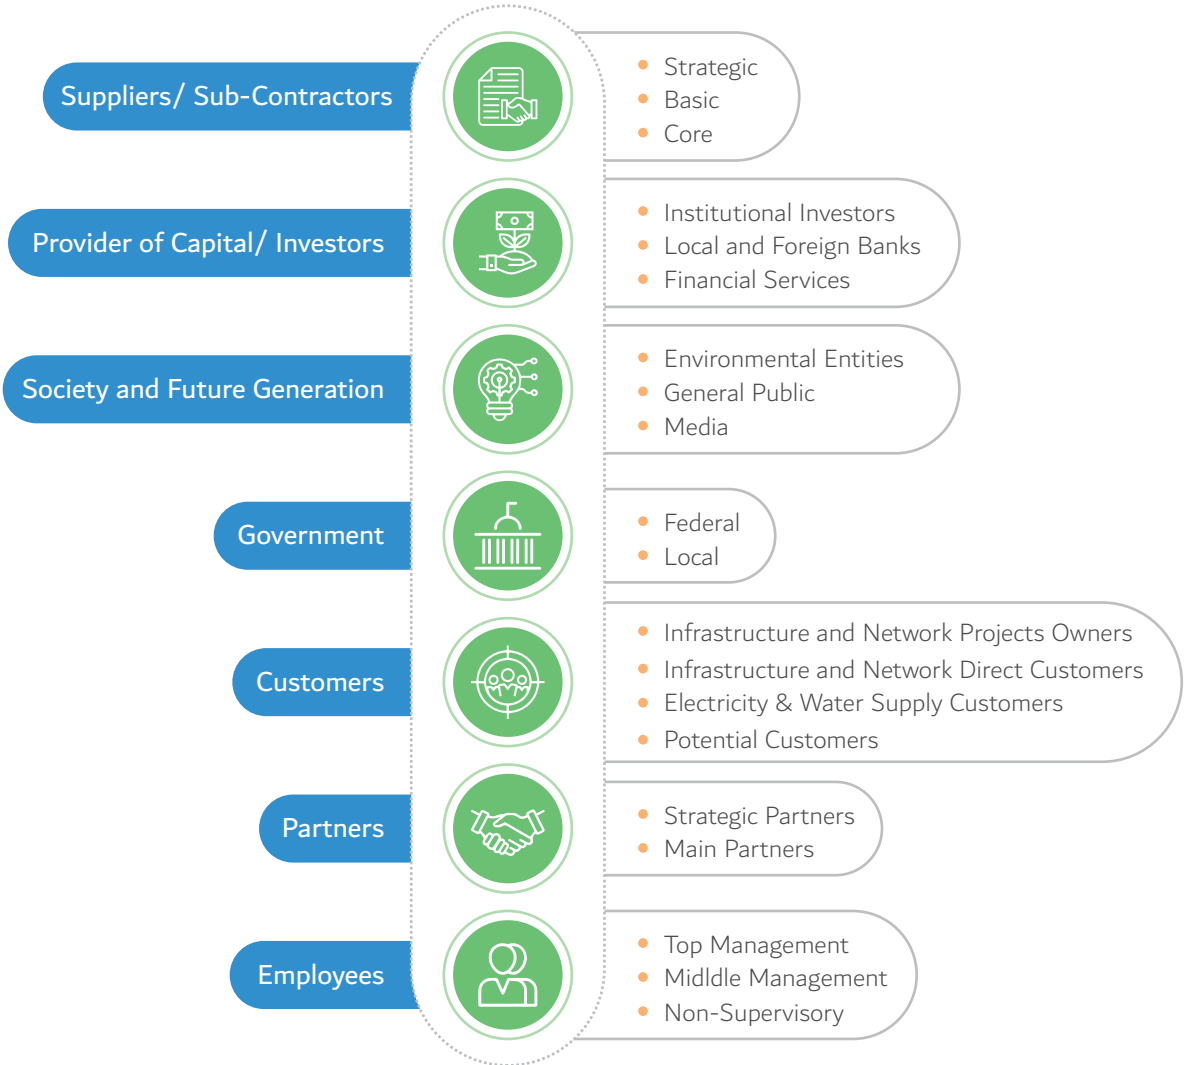 Suppliers/ Sub-Contractors
Strategic
Basic
Core
Provider of Capital/ Investors
Institutional Investors
Local and Foreign Banks
Financial Services
Society and Future Generation
Environmental Entities
General Public
Media
Government
Federal
Local
Customers
Infrastructure and Network Projects Owners
Infrastructure and Network Direct Customers
Electricity & Water Supply Customers
Potential Customers
Partners
Strategic Partners
Main Partners
Employees
Top Management
Midldle Management
Non-Supervisory